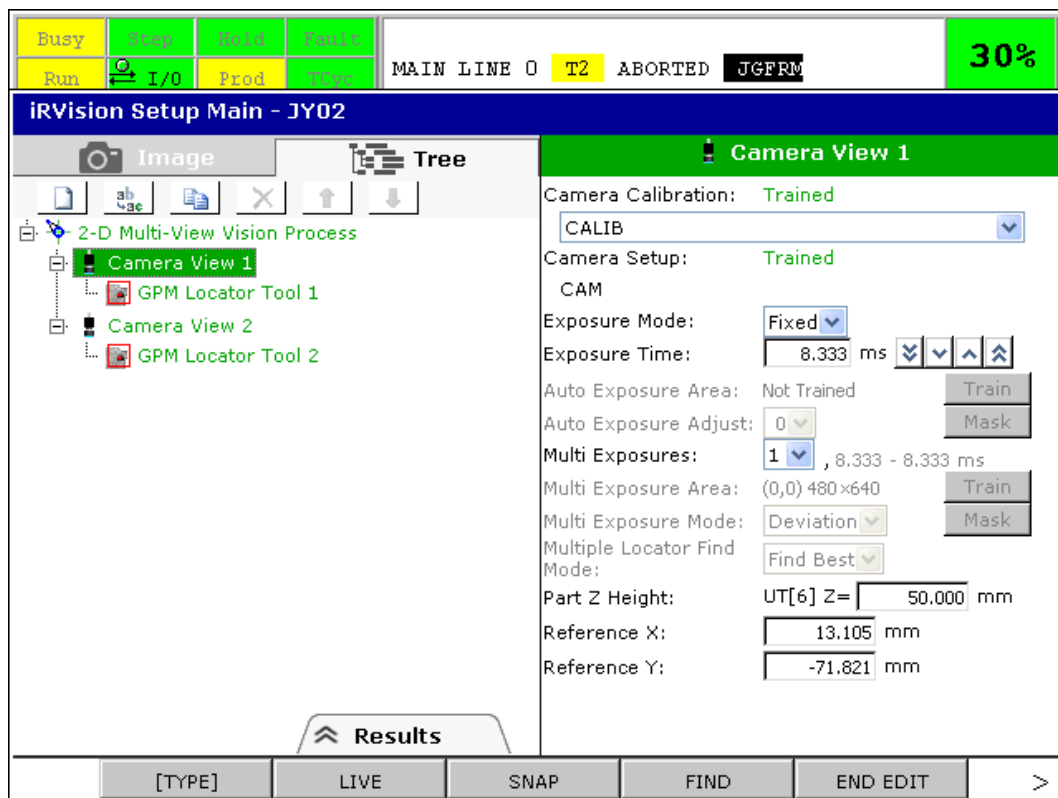 Busy Step Hold Fault
Run I/O Prod TCyc
MAIN LINE 0 T2 ABORTED JGFRM
30%
iRVision Setup Main - JY02
Image Tree
Camera View 1
ab
ac
2-D Multi-View Vision Process
Camera View 1
GPM Locator Tool 1
Camera View 2
GPM Locator Tool 2
Camera Calibration: Trained
CALIB
Camera Setup: Trained
CAM
Exposure Mode: Fixed
Exposure Time: 8.333 ms
Auto Exposure Area: Not Trained Train
Auto Exposure Adjust: 0 Mask
Multi Exposures: 1 , 8.333 - 8.333 ms
Multi Exposure Area: (0,0) 480×640 Train
Multi Exposure Mode: Deviation Mask
Multiple Locator Find
Mode: Find Best
Part Z Height: UT[6] Z= 50.000 mm
Reference X: 13.105 mm
Reference Y: -71.821 mm
Results
[TYPE] LIVE SNAP FIND END EDIT >